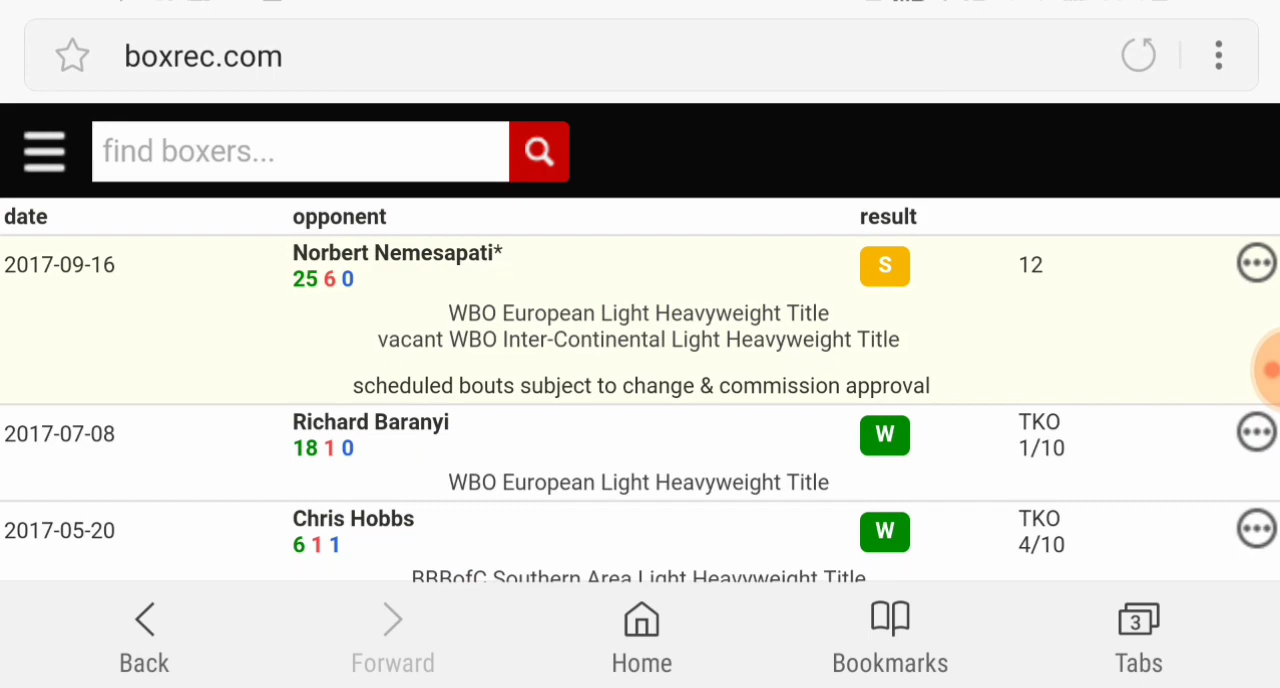 boxrec.com
find boxers...
date opponent result
Norbert Nemesapati*
2017-09-16 S 12
25 6 0
WBO European Light Heavyweight Title
vacant WBO Inter-Continental Light Heavyweight Title
scheduled bouts subject to change & commission approval
Richard Baranyi TKO
2017-07-08 W
18 1 0 1/10
WBO European Light Heavyweight Title
Chris Hobbs TKO
2017-05-20 W
6 1 1 4/10
BBBofC Southern Area Light Heavyweight Title
3
Back Forward Home Bookmarks Tabs